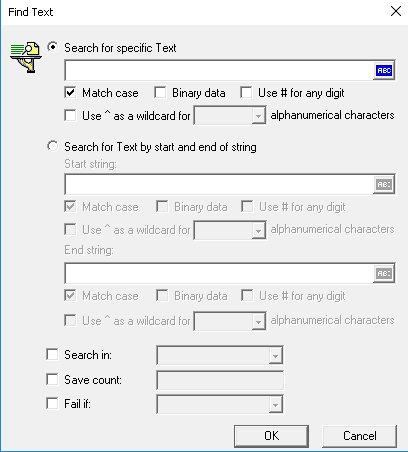 Find Text
Search for specific Text
ABC
Match case Binary data Use # for any digit
Use ^ as a wildcard for alphanumerical characters
Search for Text by start and end of string
Start string:
ABC
Match case Binary data Use # for any digit
Use ^ as a wildcard for alphanumerical characters
End string:
ABC
Match case Binary data Use # for any digit
Use ^ as a wildcard for alphanumerical characters
Search in:
Save count:
Fail if:
OK Cancel